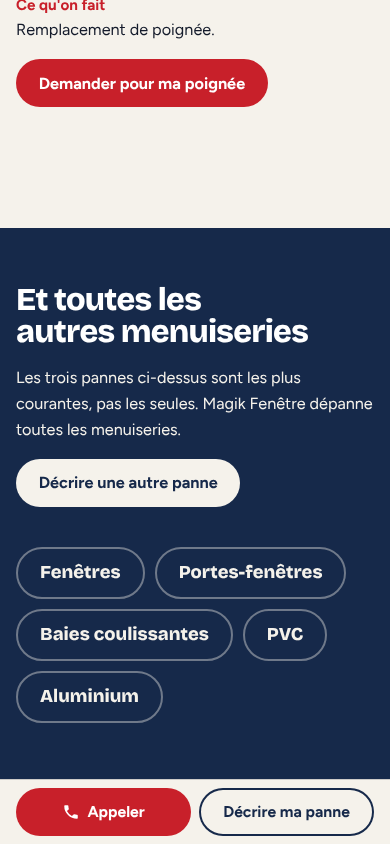 Ce qu'on fait
Remplacement de poignée.
Demander pour ma poignée
Et toutes les
autres menuiseries
Les trois pannes ci-dessus sont les plus
courantes, pas les seules. Magik Fenêtre dépanne
toutes les menuiseries.
Décrire une autre panne
Fenêtres
Portes-fenêtres
Baies coulissantes
PVC
Aluminium
Appeler
Décrire ma panne